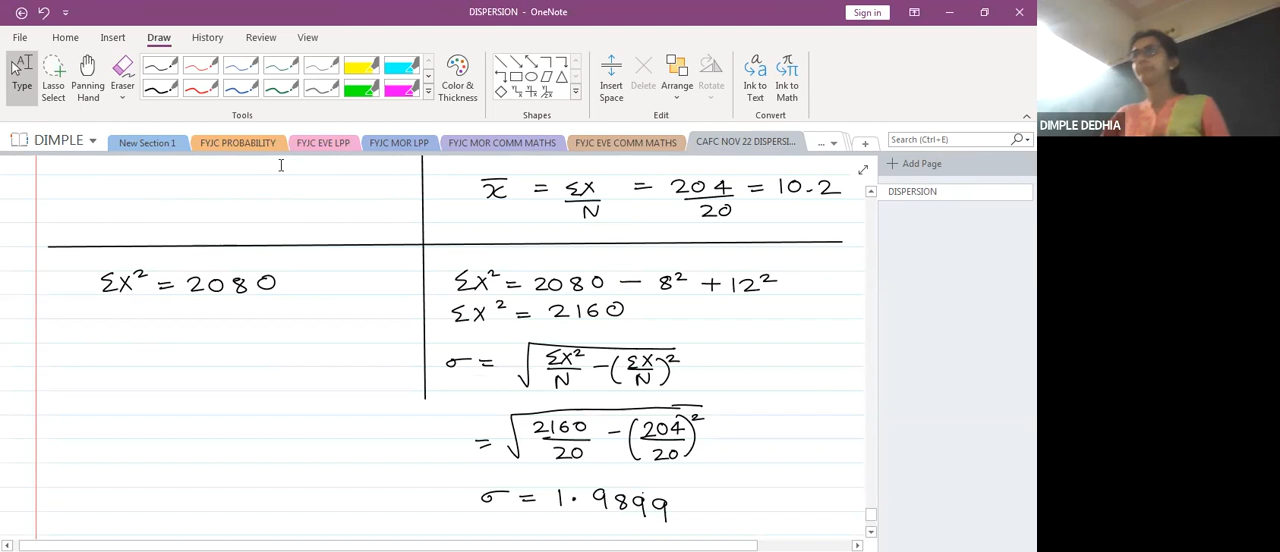 DISPERSION - OneNote
Sign in
File Home Insert Draw History Review View
Type
Lasso Select
Panning Hand
Eraser
Color & Thickness
Insert Space
Delete
Arrange
Rotate
Ink to Text
Ink to Math
Tools
Shapes
Edit
Convert
DIMPLE DEDHIA
DIMPLE
New Section 1
FYJC PROBABILITY
FYJC EVE LPP
FYJC MOR LPP
FYJC MOR COMM MATHS
FYJC EVE COMM MATHS
CAFC NOV 22 DISPERSI...
Search (Ctrl+E)
Add Page
DISPERSION
x̄ = ΣX/N = 204/20 = 10.2
ΣX² = 2080
ΣX² = 2080 - 8² + 12²
ΣX² = 2160
σ = √(ΣX²/N - (ΣX/N)²)
= √(2160/20 - (204/20)²)
σ = 1.9899